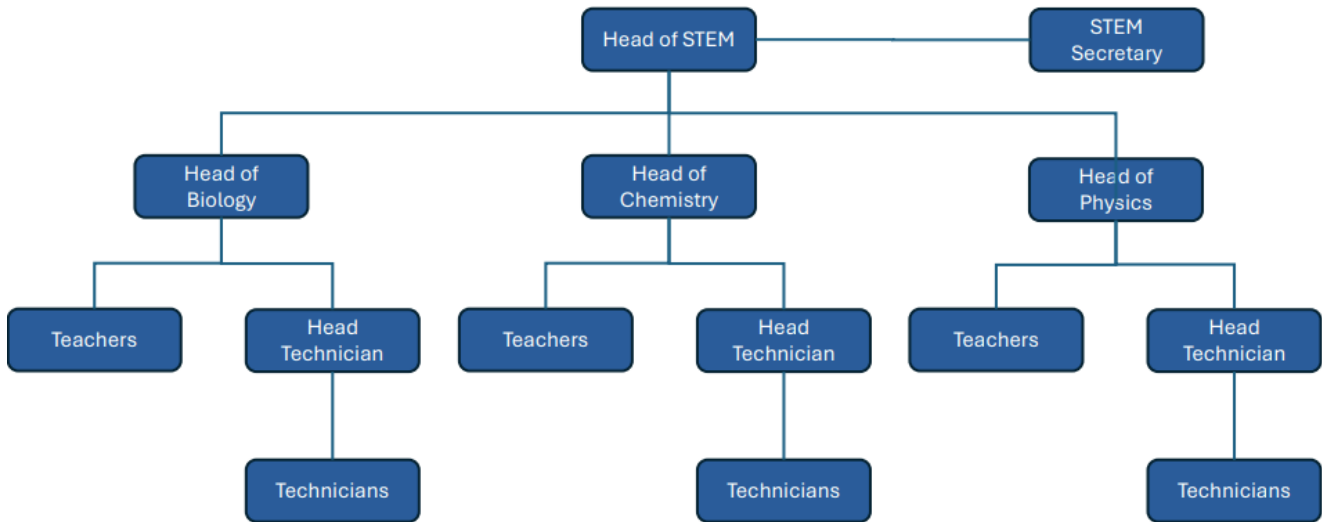 Head of STEM
STEM
Secretary
Head of
Biology
Head of
Chemistry
Head of
Physics
Teachers
Head
Technician
Teachers
Head
Technician
Teachers
Head
Technician
Technicians
Technicians
Technicians